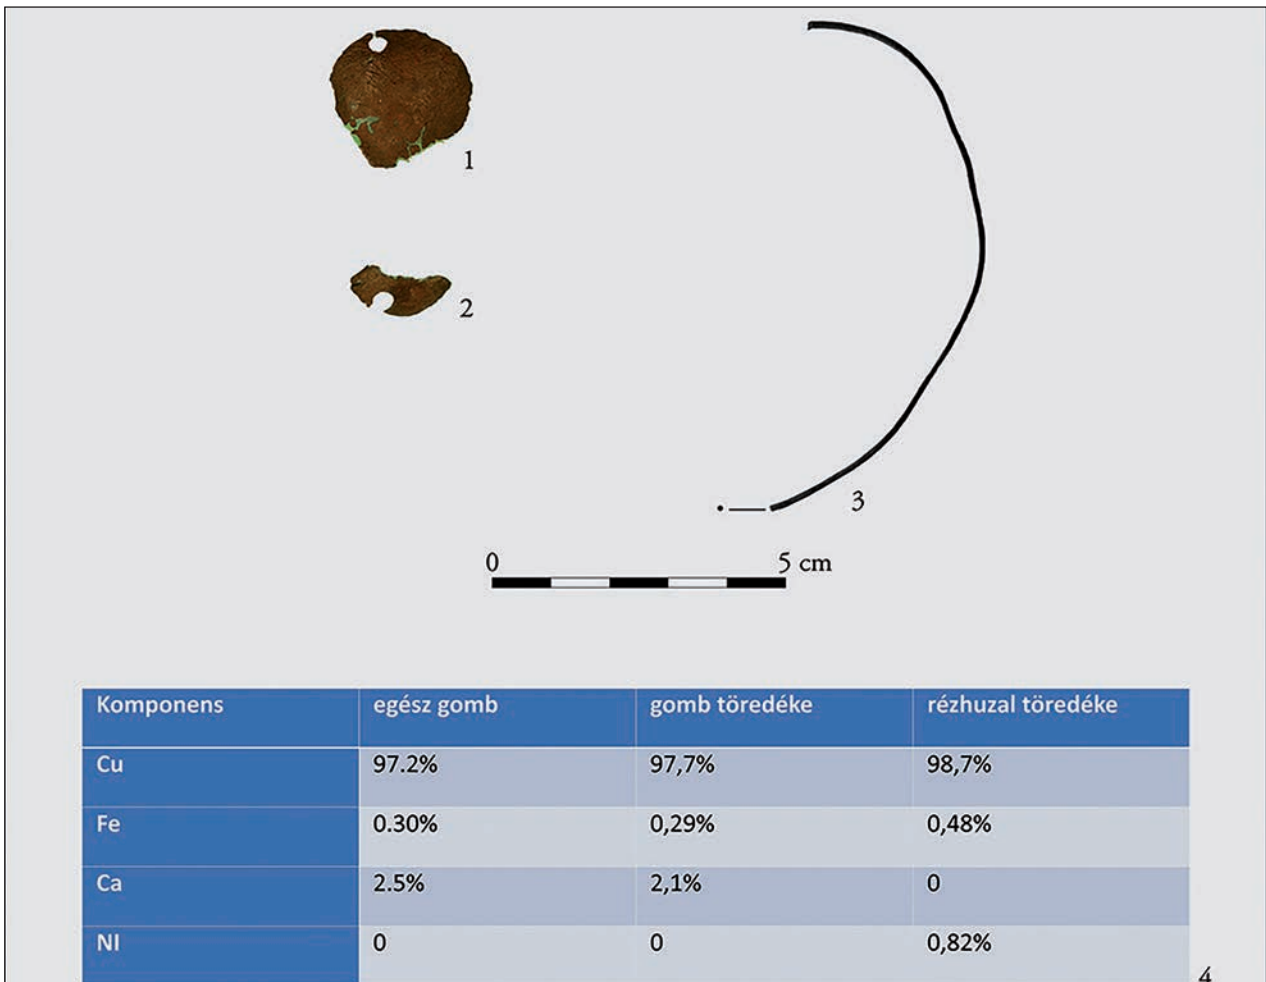 1
2
3
0 5 cm
Komponens egész gomb gomb töredéke rézhuzal töredéke
Cu 97.2% 97,7% 98,7%
Fe 0.30% 0,29% 0,48%
Ca 2.5% 2,1% 0
NI 0 0 0,82%
4